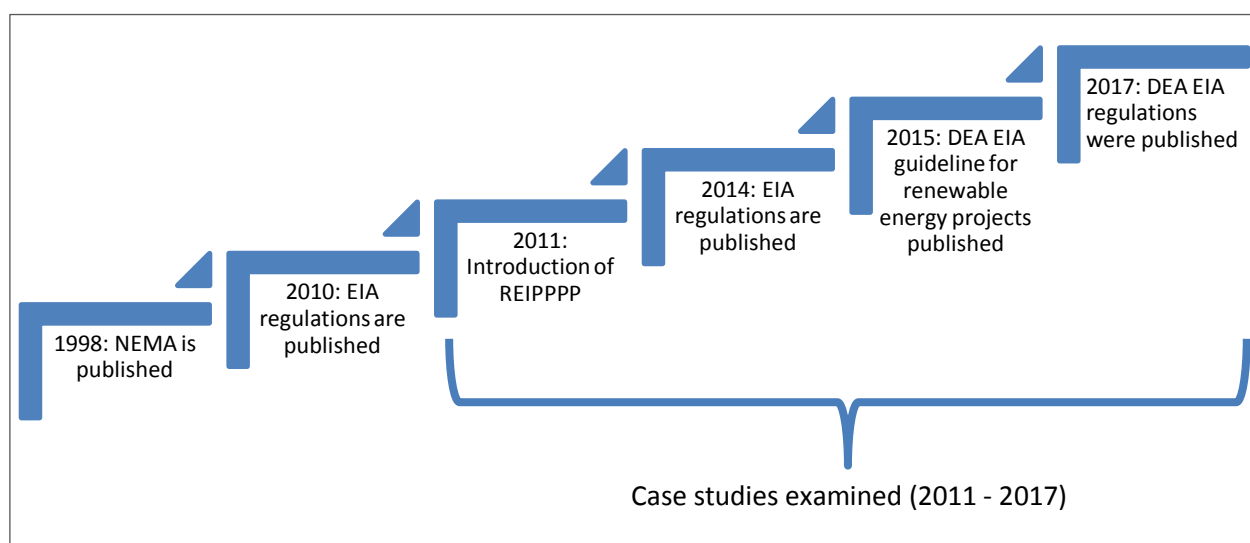 1998: NEMA is
published
2010: EIA
regulations are
published
2011:
Introduction of
REIPPPP
2014: EIA
regulations are
published
2015: DEA EIA
guideline for
renewable
energy projects
published
2017: DEA EIA
regulations
were published
Case studies examined (2011 - 2017)